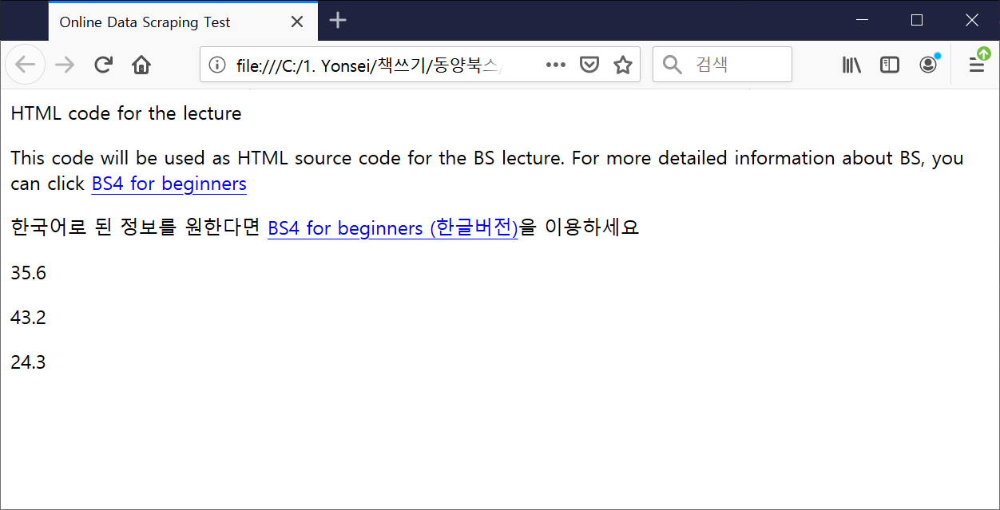 Online Data Scraping Test
file:///C:/1. Yonsei/책쓰기/동양북스/
검색
HTML code for the lecture
This code will be used as HTML source code for the BS lecture. For more detailed information about BS, you
can click BS4 for beginners
한국어로 된 정보를 원한다면 BS4 for beginners (한글버전)을 이용하세요
35.6
43.2
24.3